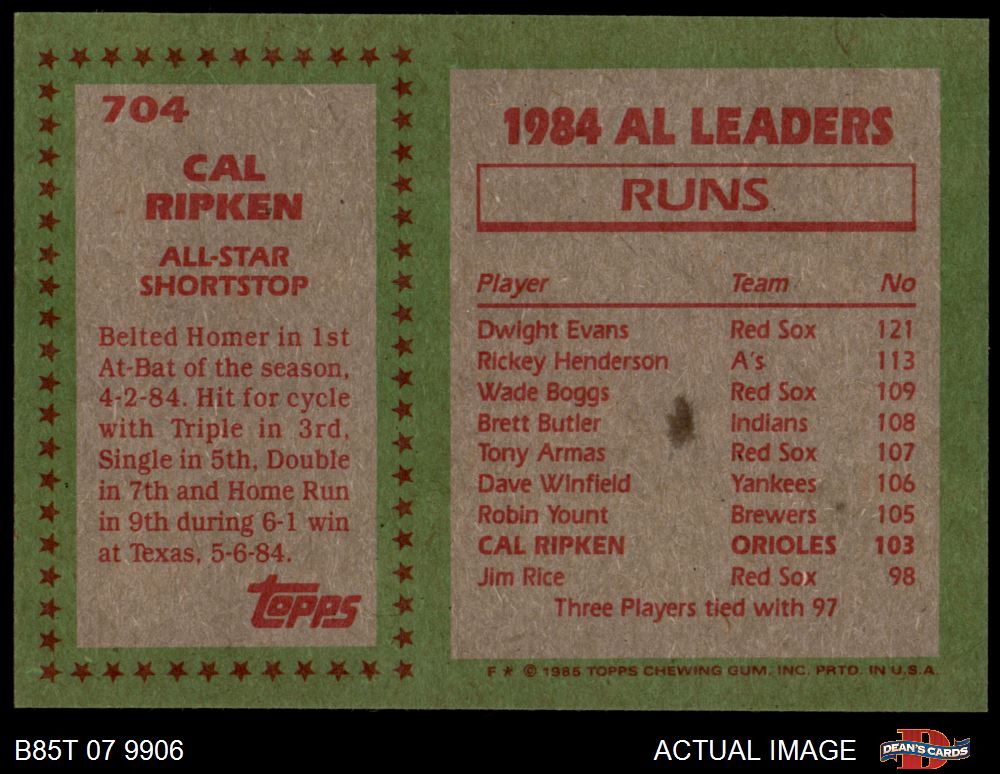 704
CAL
RIPKEN
ALL-STAR
SHORTSTOP
Belted Homer in 1st
At-Bat of the season,
4-2-84. Hit for cycle
with Triple in 3rd,
Single in 5th, Double
in 7th and Home Run
in 9th during 6-1 win
at Texas, 5-6-84.
topps
1984 AL LEADERS
RUNS
Player Team No
Dwight Evans Red Sox 121
Rickey Henderson A's 113
Wade Boggs Red Sox 109
Brett Butler Indians 108
Tony Armas Red Sox 107
Dave Winfield Yankees 106
Robin Yount Brewers 105
CAL RIPKEN ORIOLES 103
Jim Rice Red Sox 98
Three Players tied with 97
F * © 1985 TOPPS CHEWING GUM, INC. PRTD. IN U.S.A.
B85T 07 9906
ACTUAL IMAGE
DEAN'S CARDS